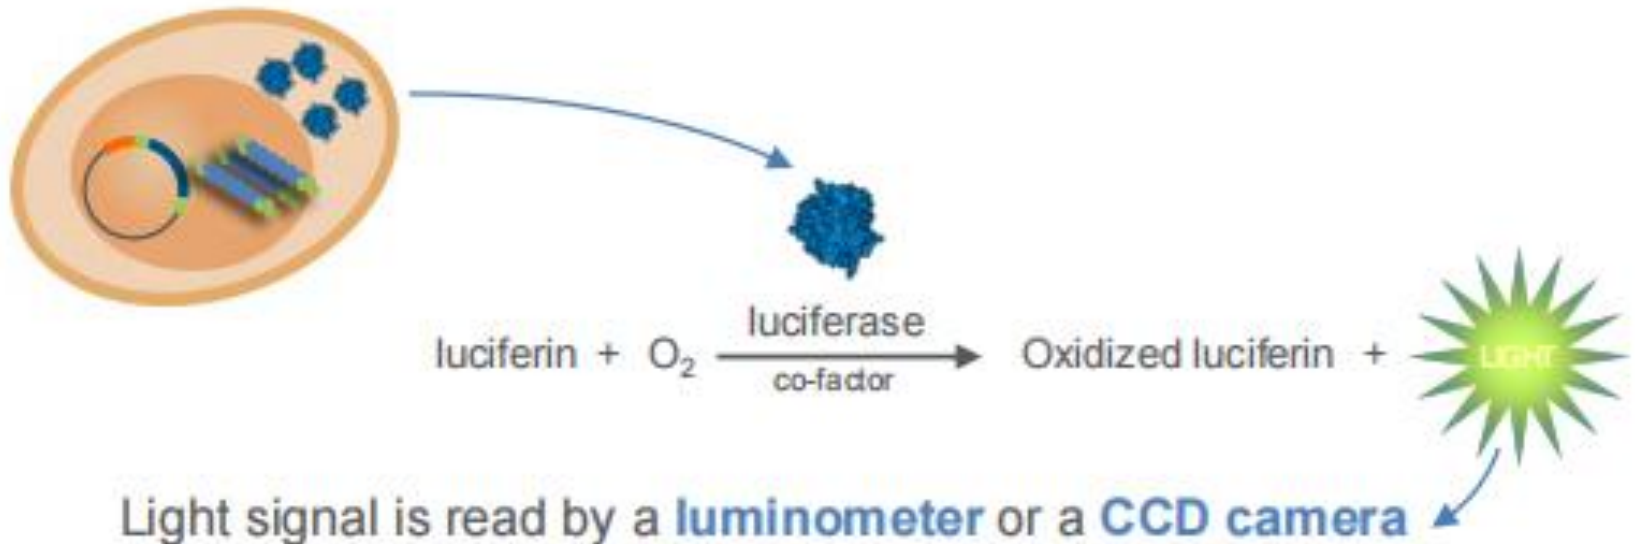 luciferase
luciferin + O₂ Oxidized luciferin + LIGHT
co-factor
Light signal is read by a luminometer or a CCD camera